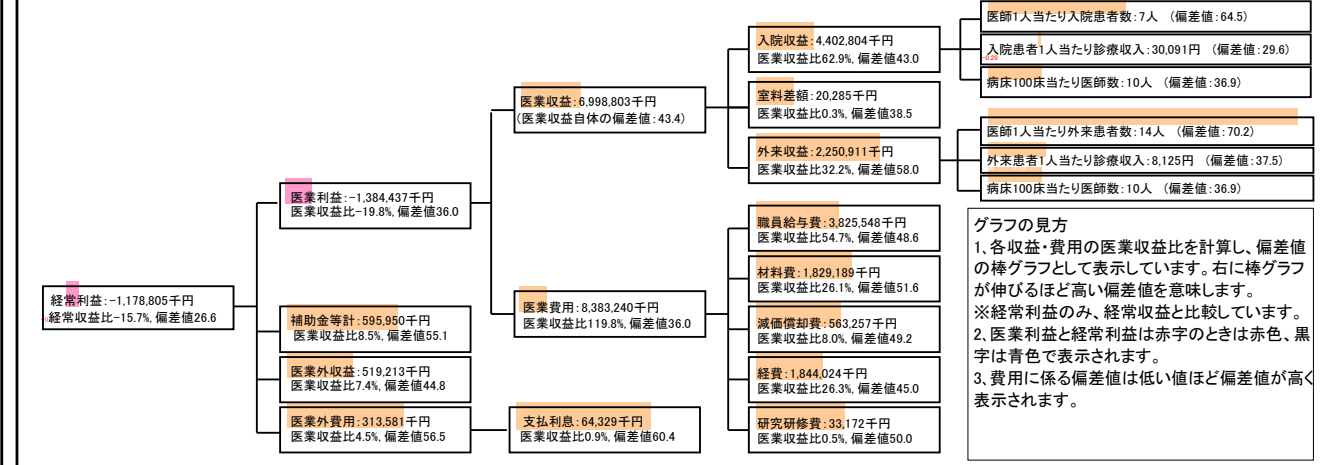 経常利益:-1,178,805千円
経常収益比-15.7%, 偏差値26.6
医業利益:-1,384,437千円
医業収益比-19.8%, 偏差値36.0
補助金等計:595,950千円
医業収益比8.5%, 偏差値55.1
医業外収益:519,213千円
医業収益比7.4%, 偏差値44.8
医業外費用:313,581千円
医業収益比4.5%, 偏差値56.5
支払利息:64,329千円
医業収益比0.9%, 偏差値60.4
医業収益:6,998,803千円
(医業収益自体の偏差値:43.4)
医業費用:8,383,240千円
医業収益比119.8%, 偏差値36.0
入院収益:4,402,804千円
医業収益比62.9%, 偏差値43.0
室料差額:20,285千円
医業収益比0.3%, 偏差値38.5
外来収益:2,250,911千円
医業収益比32.2%, 偏差値58.0
職員給与費:3,825,548千円
医業収益比54.7%, 偏差値48.6
材料費:1,829,189千円
医業収益比26.1%, 偏差値51.6
減価償却費:563,257千円
医業収益比8.0%, 偏差値49.2
経費:1,844,024千円
医業収益比26.3%, 偏差値45.0
研究研修費:33,172千円
医業収益比0.5%, 偏差値50.0
医師1人当たり入院患者数:7人 (偏差値:64.5)
入院患者1人当たり診療収入:30,091円 (偏差値:29.6)
-0.20
病床100床当たり医師数:10人 (偏差値:36.9)
医師1人当たり外来患者数:14人 (偏差値:70.2)
外来患者1人当たり診療収入:8,125円 (偏差値:37.5)
病床100床当たり医師数:10人 (偏差値:36.9)
グラフの見方
1、各収益・費用の医業収益比を計算し、偏差値
の棒グラフとして表示しています。右に棒グラフ
が伸びるほど高い偏差値を意味します。
※経常利益のみ、経常収益と比較しています。
2、医業利益と経常利益は赤字のときは赤色、黒
字は青色で表示されます。
3、費用に係る偏差値は低い値ほど偏差値が高く
表示されます。